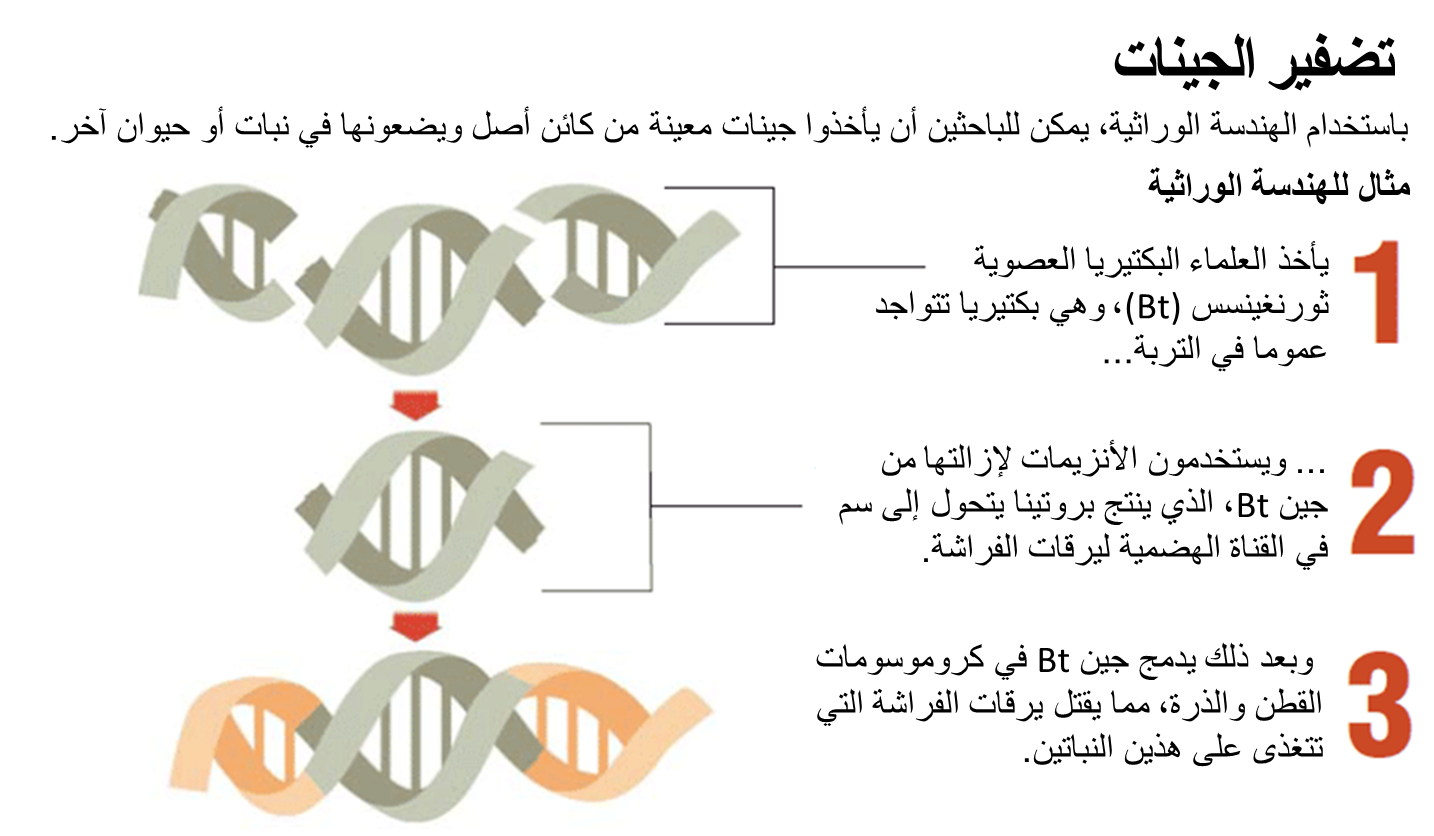 تضفير الجينات
باستخدام الهندسة الوراثية، يمكن للباحثين أن يأخذوا جينات معينة من كائن أصل ويضعونها في نبات أو حيوان آخر.
مثال للهندسة الوراثية
1
يأخذ العلماء البكتيريا العصوية
ثورنغينسس (Bt)، وهي بكتيريا تتواجد
عموما في التربة...
2
... ويستخدمون الأنزيمات لإزالتها من
جين Bt، الذي ينتج بروتينا يتحول إلى سم
في القناة الهضمية ليرقات الفراشة.
3
وبعد ذلك يدمج جين Bt في كروموسومات
القطن والذرة، مما يقتل يرقات الفراشة التي
تتغذى على هذين النباتين.